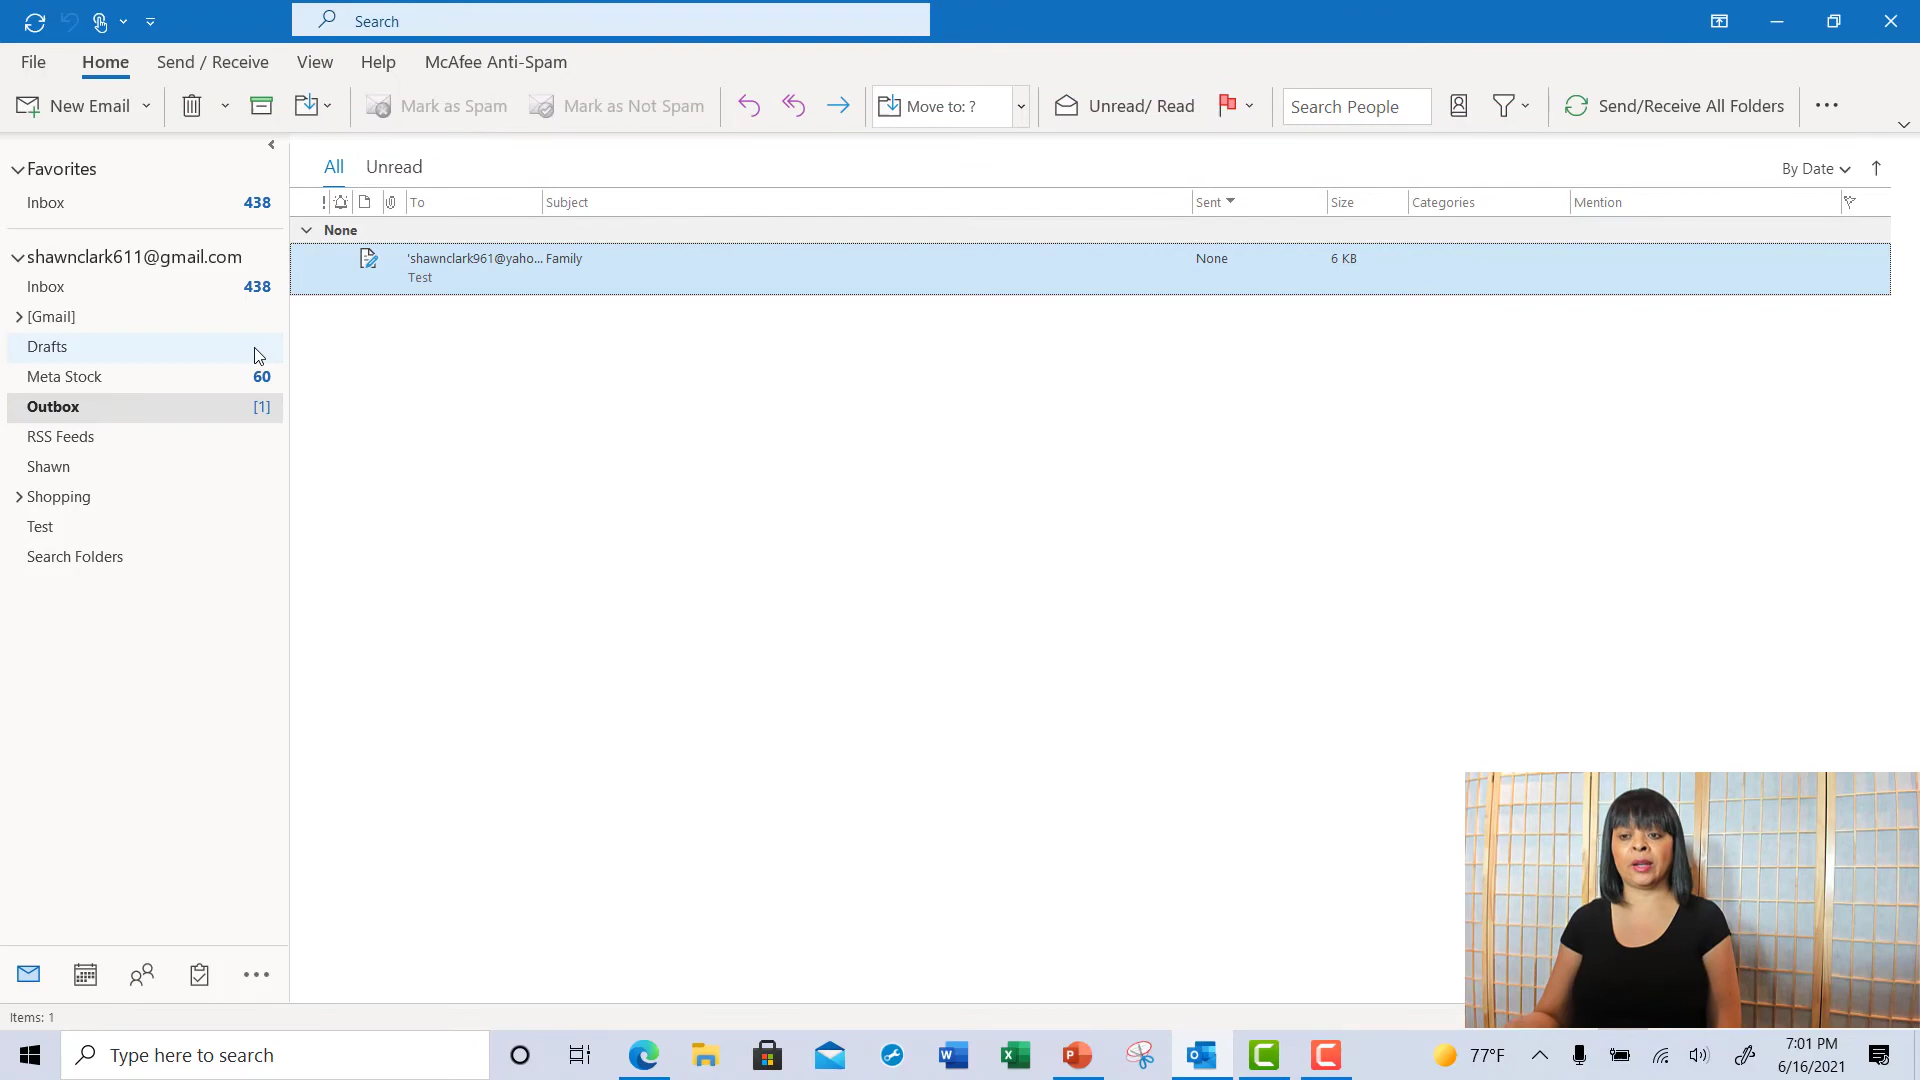 Search
File Home Send / Receive View Help McAfee Anti-Spam
New Email Mark as Spam Mark as Not Spam Move to: ? Unread/ Read Search People Send/Receive All Folders
Favorites
Inbox 438
shawnclark611@gmail.com
Inbox 438
[Gmail]
Drafts
Meta Stock 60
Outbox [1]
RSS Feeds
Shawn
Shopping
Test
Search Folders
All Unread By Date
! To Subject Sent Size Categories Mention
None
'shawnclark961@yaho... Family None 6 KB
Test
Items: 1
Type here to search 77°F 7:01 PM
6/16/2021